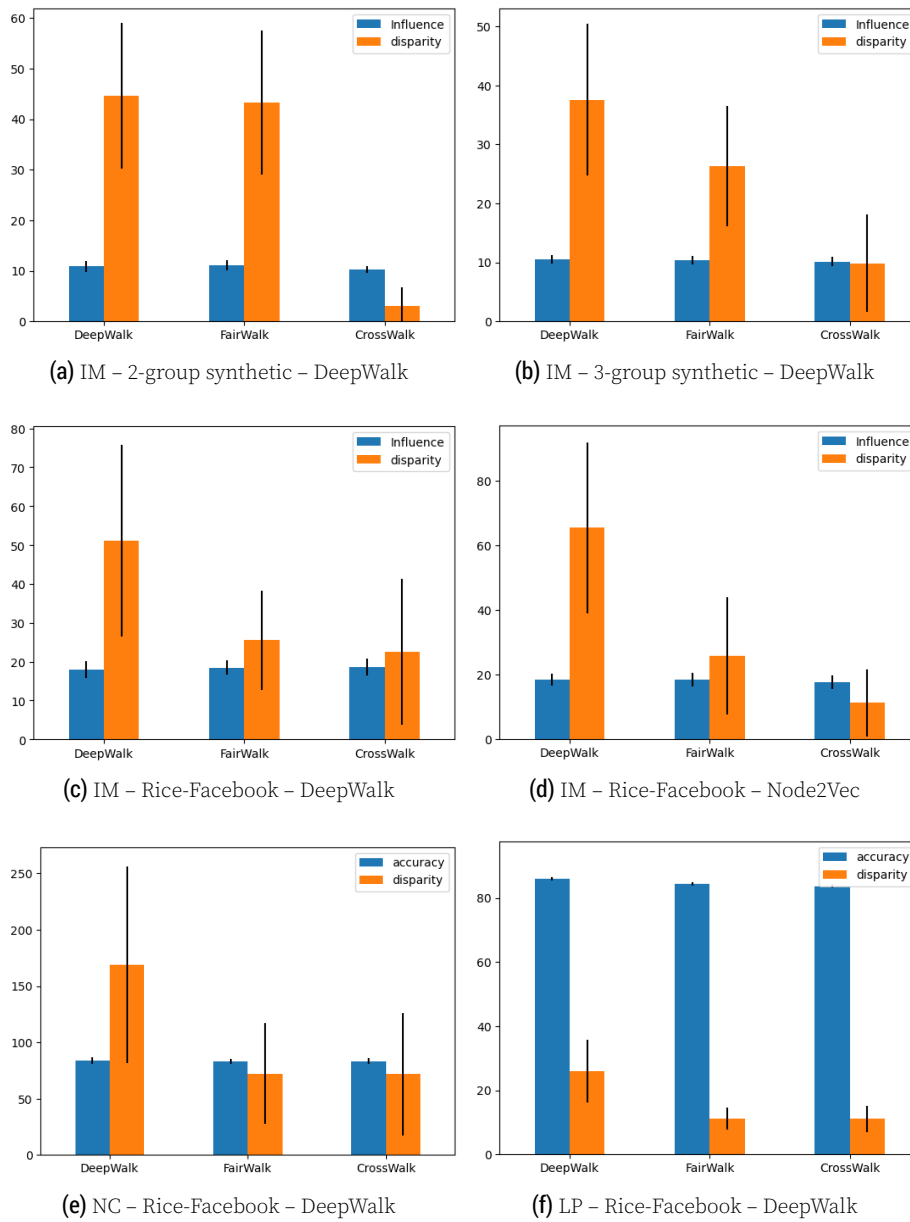 60
50
40
30
20
10
0
Influence
disparity
DeepWalk FairWalk CrossWalk
(a) IM – 2-group synthetic – DeepWalk
50
40
30
20
10
0
Influence
disparity
DeepWalk FairWalk CrossWalk
(b) IM – 3-group synthetic – DeepWalk
80
70
60
50
40
30
20
10
0
Influence
disparity
DeepWalk FairWalk CrossWalk
(c) IM – Rice-Facebook – DeepWalk
80
60
40
20
0
Influence
disparity
DeepWalk FairWalk CrossWalk
(d) IM – Rice-Facebook – Node2Vec
250
200
150
100
50
0
accuracy
disparity
DeepWalk FairWalk CrossWalk
(e) NC – Rice-Facebook – DeepWalk
80
60
40
20
0
accuracy
disparity
DeepWalk FairWalk CrossWalk
(f) LP – Rice-Facebook – DeepWalk